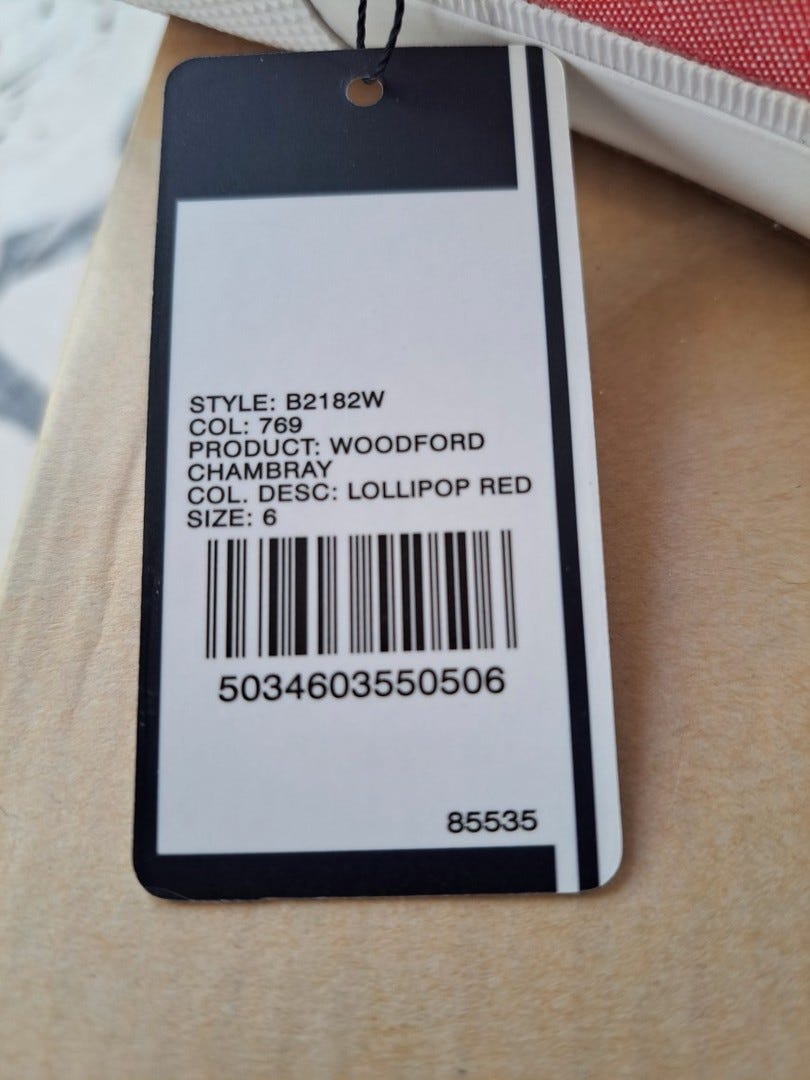 STYLE: B2182W
COL: 769
PRODUCT: WOODFORD
CHAMBRAY
COL. DESC: LOLLIPOP RED
SIZE: 6
5034603550506
85535